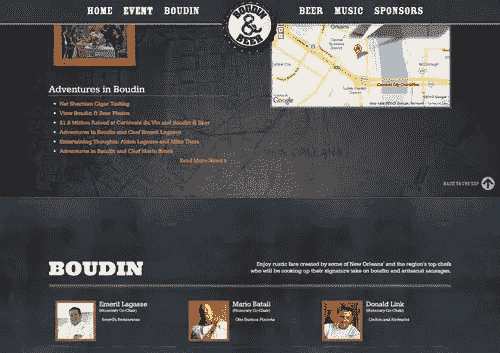 HOME EVENT BOUDIN
BOUDIN & BEER
BEER MUSIC SPONSORS
Adventures in Boudin
Nat Sherman Cigar Tasting
View Boudin & Beer Photos
$1.8 Million Raised at Carnivale du Vin and Boudin & Beer
Adventures in Boudin and Chef Emeril Lagasse
Entertaining Thoughts: Alden Lagasse and Mike Truex
Adventures in Boudin and Chef Mario Batali
Read More News
Google
BACK TO THE TOP
BOUDIN
Enjoy rustic fare created by some of New Orleans' and the region's top chefs
who will be cooking up their signature take on boudin and artisanal sausages.
Emeril Lagasse
(Honorary Co-Chair)
Emeril's Restaurants
Mario Batali
(Honorary Co-Chair)
Otto Enoteca Pizzeria
Donald Link
(Honorary Co-Chair)
Cochon and Herbsaint